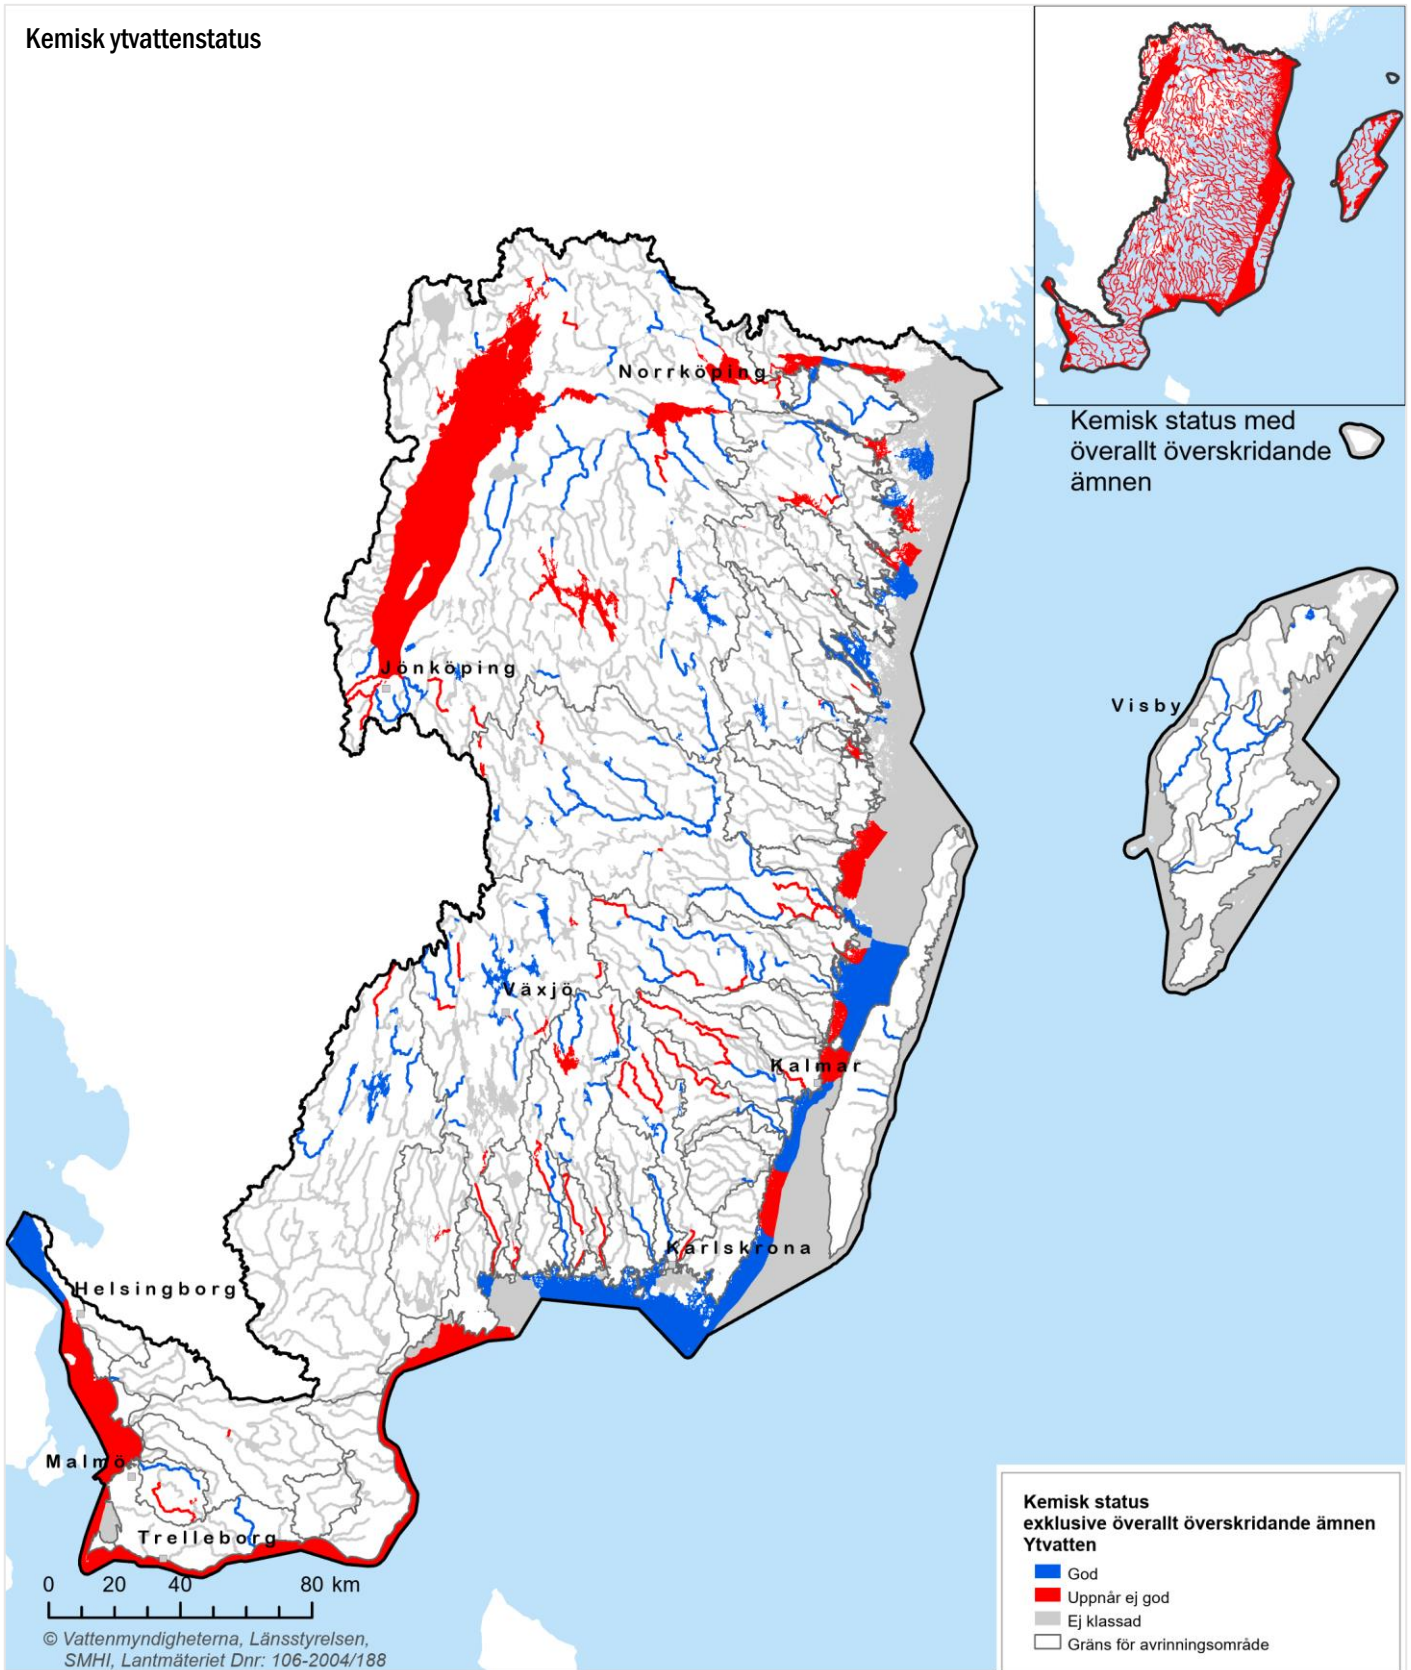 Kemisk ytvattenstatus
Kemisk status med
överallt överskridande
ämnen
Norrköping
Jönköping
Visby
Växjö
Kalmar
Karlskrona
Helsingborg
Malmö
Trelleborg
0 20 40 80 km
© Vattenmyndigheterna, Länsstyrelsen,
SMHI, Lantmäteriet Dnr: 106-2004/188
Kemisk status
exklusive överallt överskridande ämnen
Ytvatten
God
Uppnår ej god
Ej klassad
Gräns för avrinningsområde